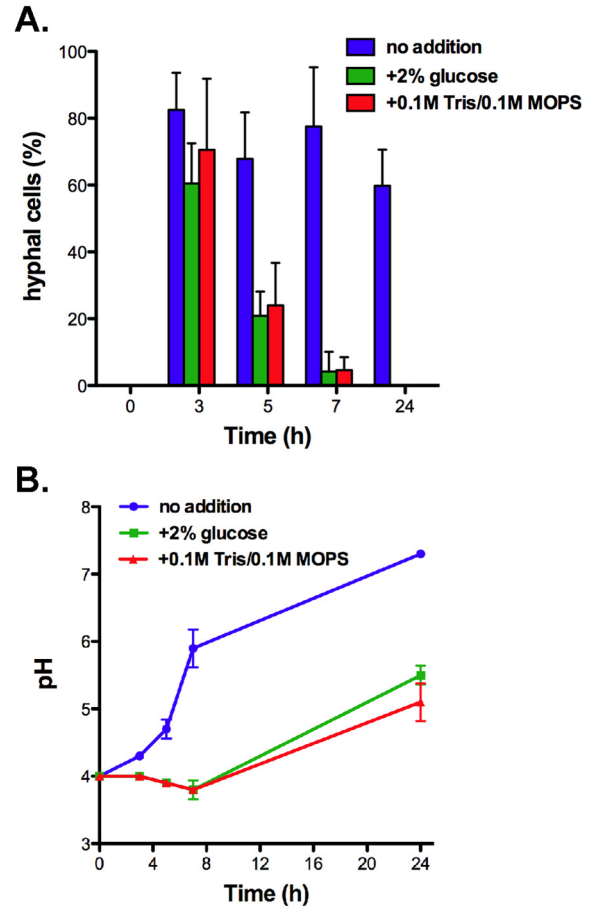 A.
no addition
+2% glucose
+0.1M Tris/0.1M MOPS
100
80
60
40
20
0
hyphal cells (%)
0 3 5 7 24
Time (h)
B.
no addition
+2% glucose
+0.1M Tris/0.1M MOPS
8
7
6
5
4
3
pH
0 4 8 12 16 20 24
Time (h)